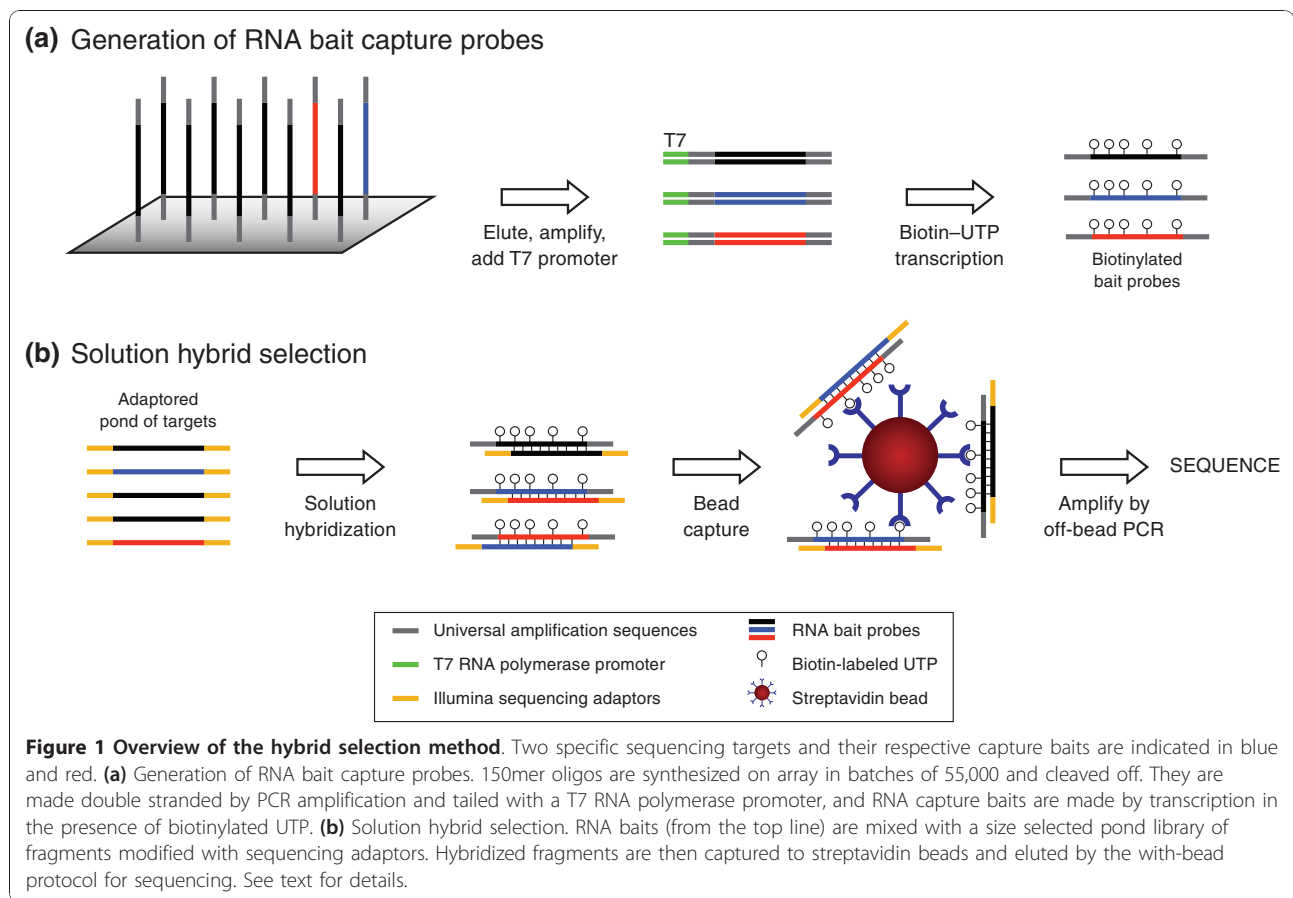 (a) Generation of RNA bait capture probes
T7
Elute, amplify,
add T7 promoter
Biotin–UTP
transcription
Biotinylated
bait probes
(b) Solution hybrid selection
Adaptored
pond of targets
Solution
hybridization
Bead
capture
Amplify by
off-bead PCR
SEQUENCE
Universal amplification sequences
T7 RNA polymerase promoter
Illumina sequencing adaptors
RNA bait probes
Biotin-labeled UTP
Streptavidin bead
Figure 1 Overview of the hybrid selection method. Two specific sequencing targets and their respective capture baits are indicated in blue
and red. (a) Generation of RNA bait capture probes. 150mer oligos are synthesized on array in batches of 55,000 and cleaved off. They are
made double stranded by PCR amplification and tailed with a T7 RNA polymerase promoter, and RNA capture baits are made by transcription in
the presence of biotinylated UTP. (b) Solution hybrid selection. RNA baits (from the top line) are mixed with a size selected pond library of
fragments modified with sequencing adaptors. Hybridized fragments are then captured to streptavidin beads and eluted by the with-bead
protocol for sequencing. See text for details.